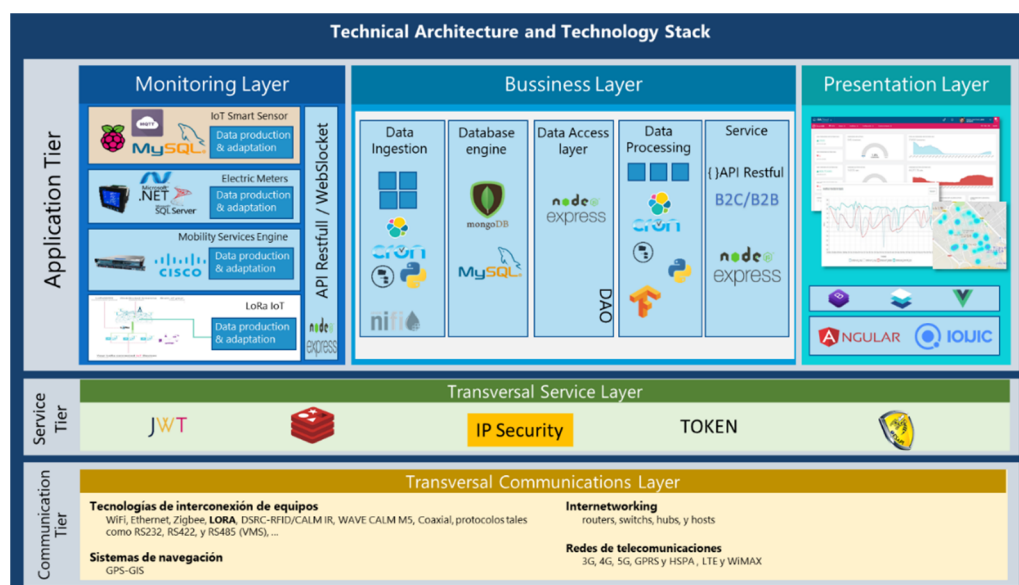 Technical Architecture and Technology Stack
Application Tier
Monitoring Layer
IoT Smart Sensor
MQTT
MySQL
Data production
& adaptation
Electric Meters
Microsoft
.NET
Microsoft
SQL Server
Data production
& adaptation
Mobility Services Engine
CISCO
Data production
& adaptation
LoRa IoT
Data production
& adaptation
API Restfull / WebSlocket
node
express
Bussiness Layer
Data
Ingestion
cron
nifi
Database
engine
mongoDB
MySQL
Data Access
layer
node
express
DAO
Data
Processing
cron
Service
{ }API Restful
B2C/B2B
node
express
Presentation Layer
ANGULAR
IOIJIC
Service
Tier
Transversal Service Layer
JWT
IP Security
TOKEN
Communication
Tier
Transversal Communications Layer
Tecnologías de interconexión de equipos
WiFi, Ethernet, Zigbee, LORA, DSRC-RFID/CALM IR, WAVE CALM M5, Coaxial, protocolos tales
como RS232, RS422, y RS485 (VMS), ...
Sistemas de navegación
GPS-GIS
Internetworking
routers, switchs, hubs, y hosts
Redes de telecomunicaciones
3G, 4G, 5G, GPRS y HSPA , LTE y WiMAX